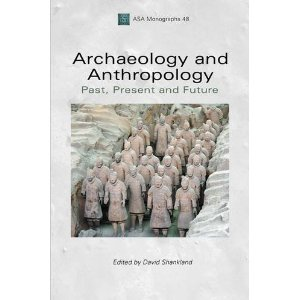 ASA Monographs 48
Archaeology and
Anthropology
Past, Present and Future
Edited by David Shankland